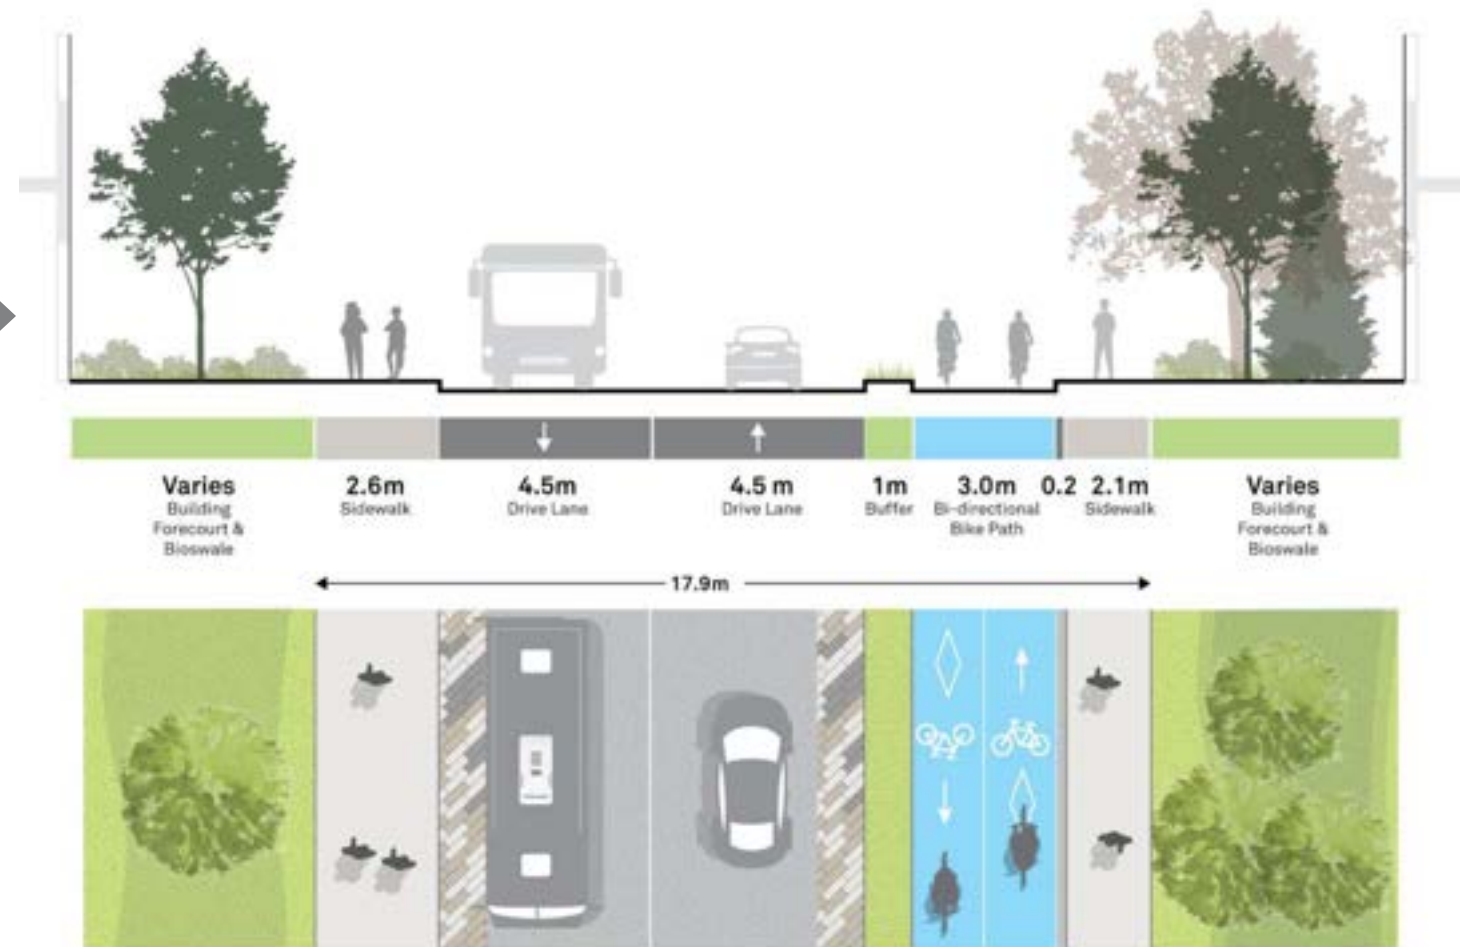 Varies
Building
Forecourt &
Bioswale
2.6m
Sidewalk
4.5m
Drive Lane
4.5 m
Drive Lane
1m
Buffer
3.0m
Bi-directional
Bike Path
0.2
2.1m
Sidewalk
Varies
Building
Forecourt &
Bioswale
17.9m